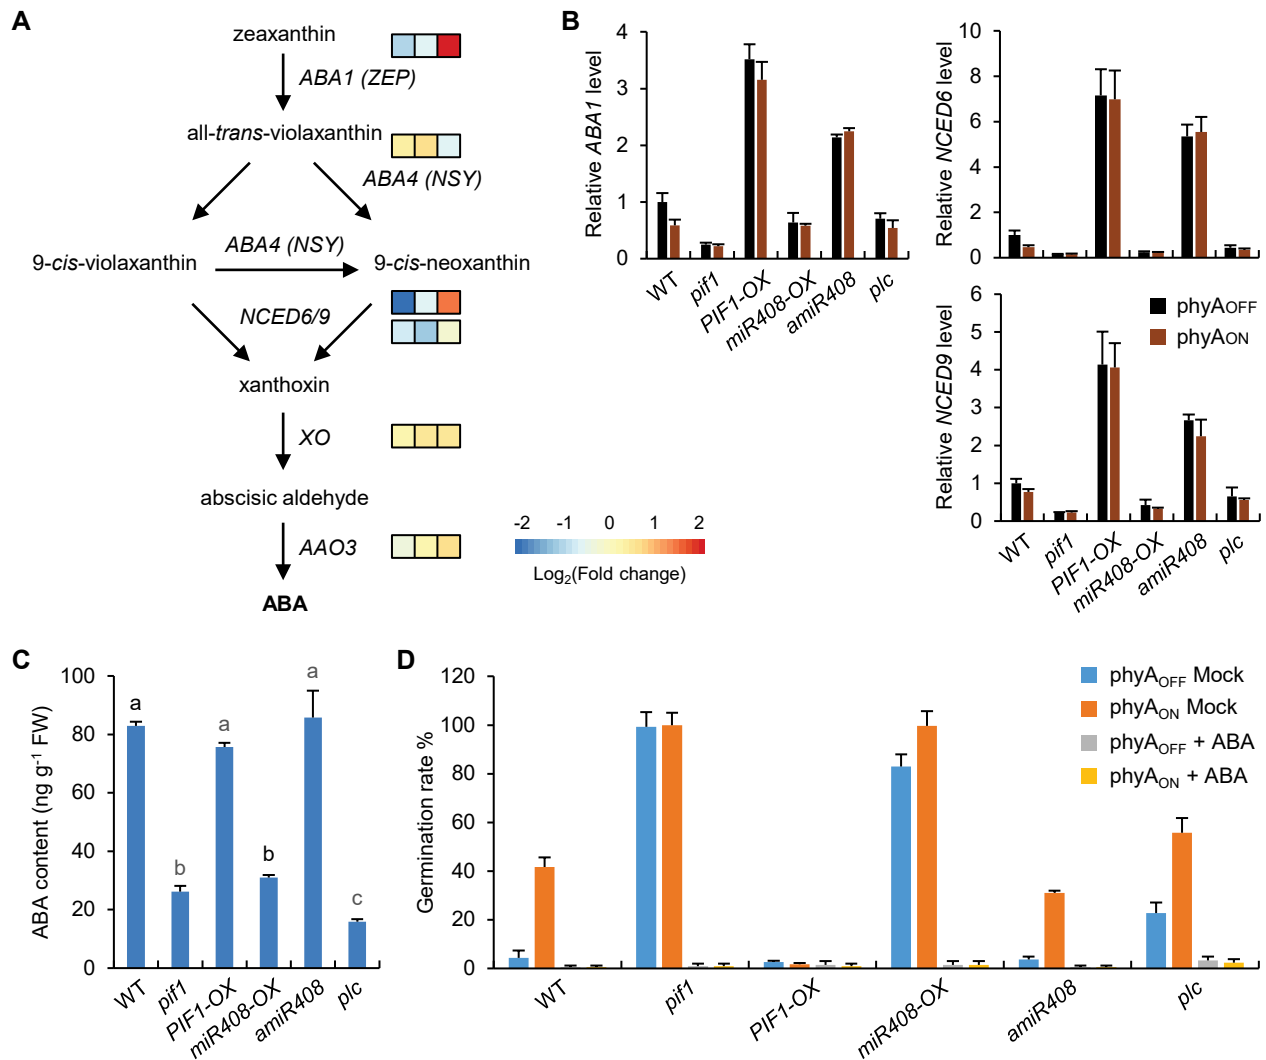 A
zeaxanthin
ABA1 (ZEP)
all-trans-violaxanthin
ABA4 (NSY)
ABA4 (NSY)
9-cis-violaxanthin
9-cis-neoxanthin
NCED6/9
xanthoxin
XO
abscisic aldehyde
AAO3
ABA
-2 -1 0 1 2
Log2(Fold change)
B
Relative ABA1 level
4
3
2
1
0
WT pif1 PIF1-OX miR408-OX amiR408 plc
Relative NCED6 level
10
8
6
4
2
0
Relative NCED9 level
6
5
4
3
2
1
0
phyAOFF
phyAON
WT pif1 PIF1-OX miR408-OX amiR408 plc
C
ABA content (ng g-1 FW)
100
80
60
40
20
0
a b a b a c
WT pif1 PIF1-OX miR408-OX amiR408 plc
D
Germination rate %
120
100
80
60
40
20
0
phyAOFF Mock
phyAON Mock
phyAOFF + ABA
phyAON + ABA
WT pif1 PIF1-OX miR408-OX amiR408 plc